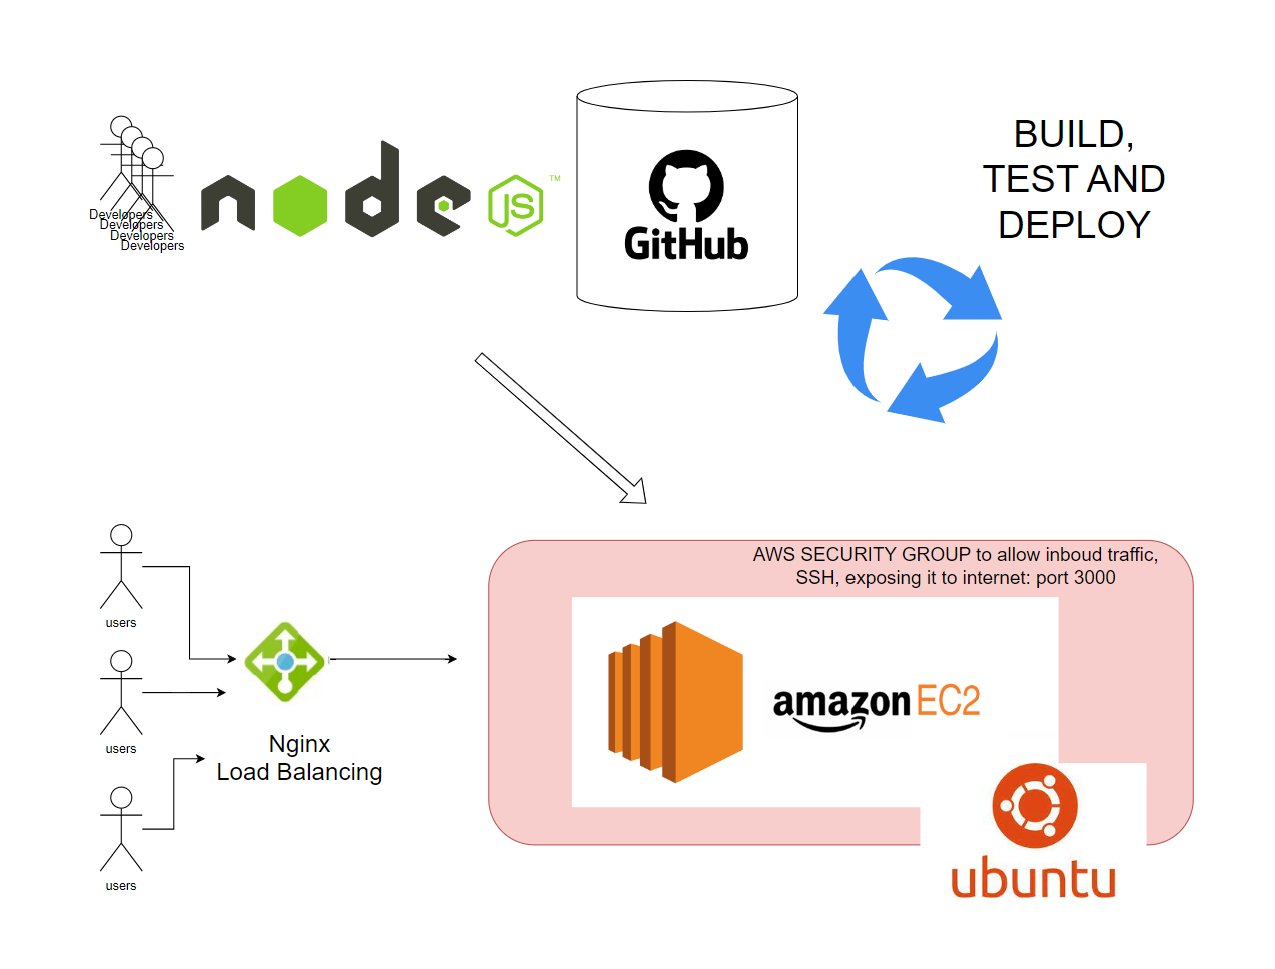 Developers
Developers
Developers
Developers
node
JS
TM
GitHub
BUILD,
TEST AND
DEPLOY
users
users
users
Nginx
Load Balancing
AWS SECURITY GROUP to allow inboud traffic,
SSH, exposing it to internet: port 3000
amazon EC2
ubuntu